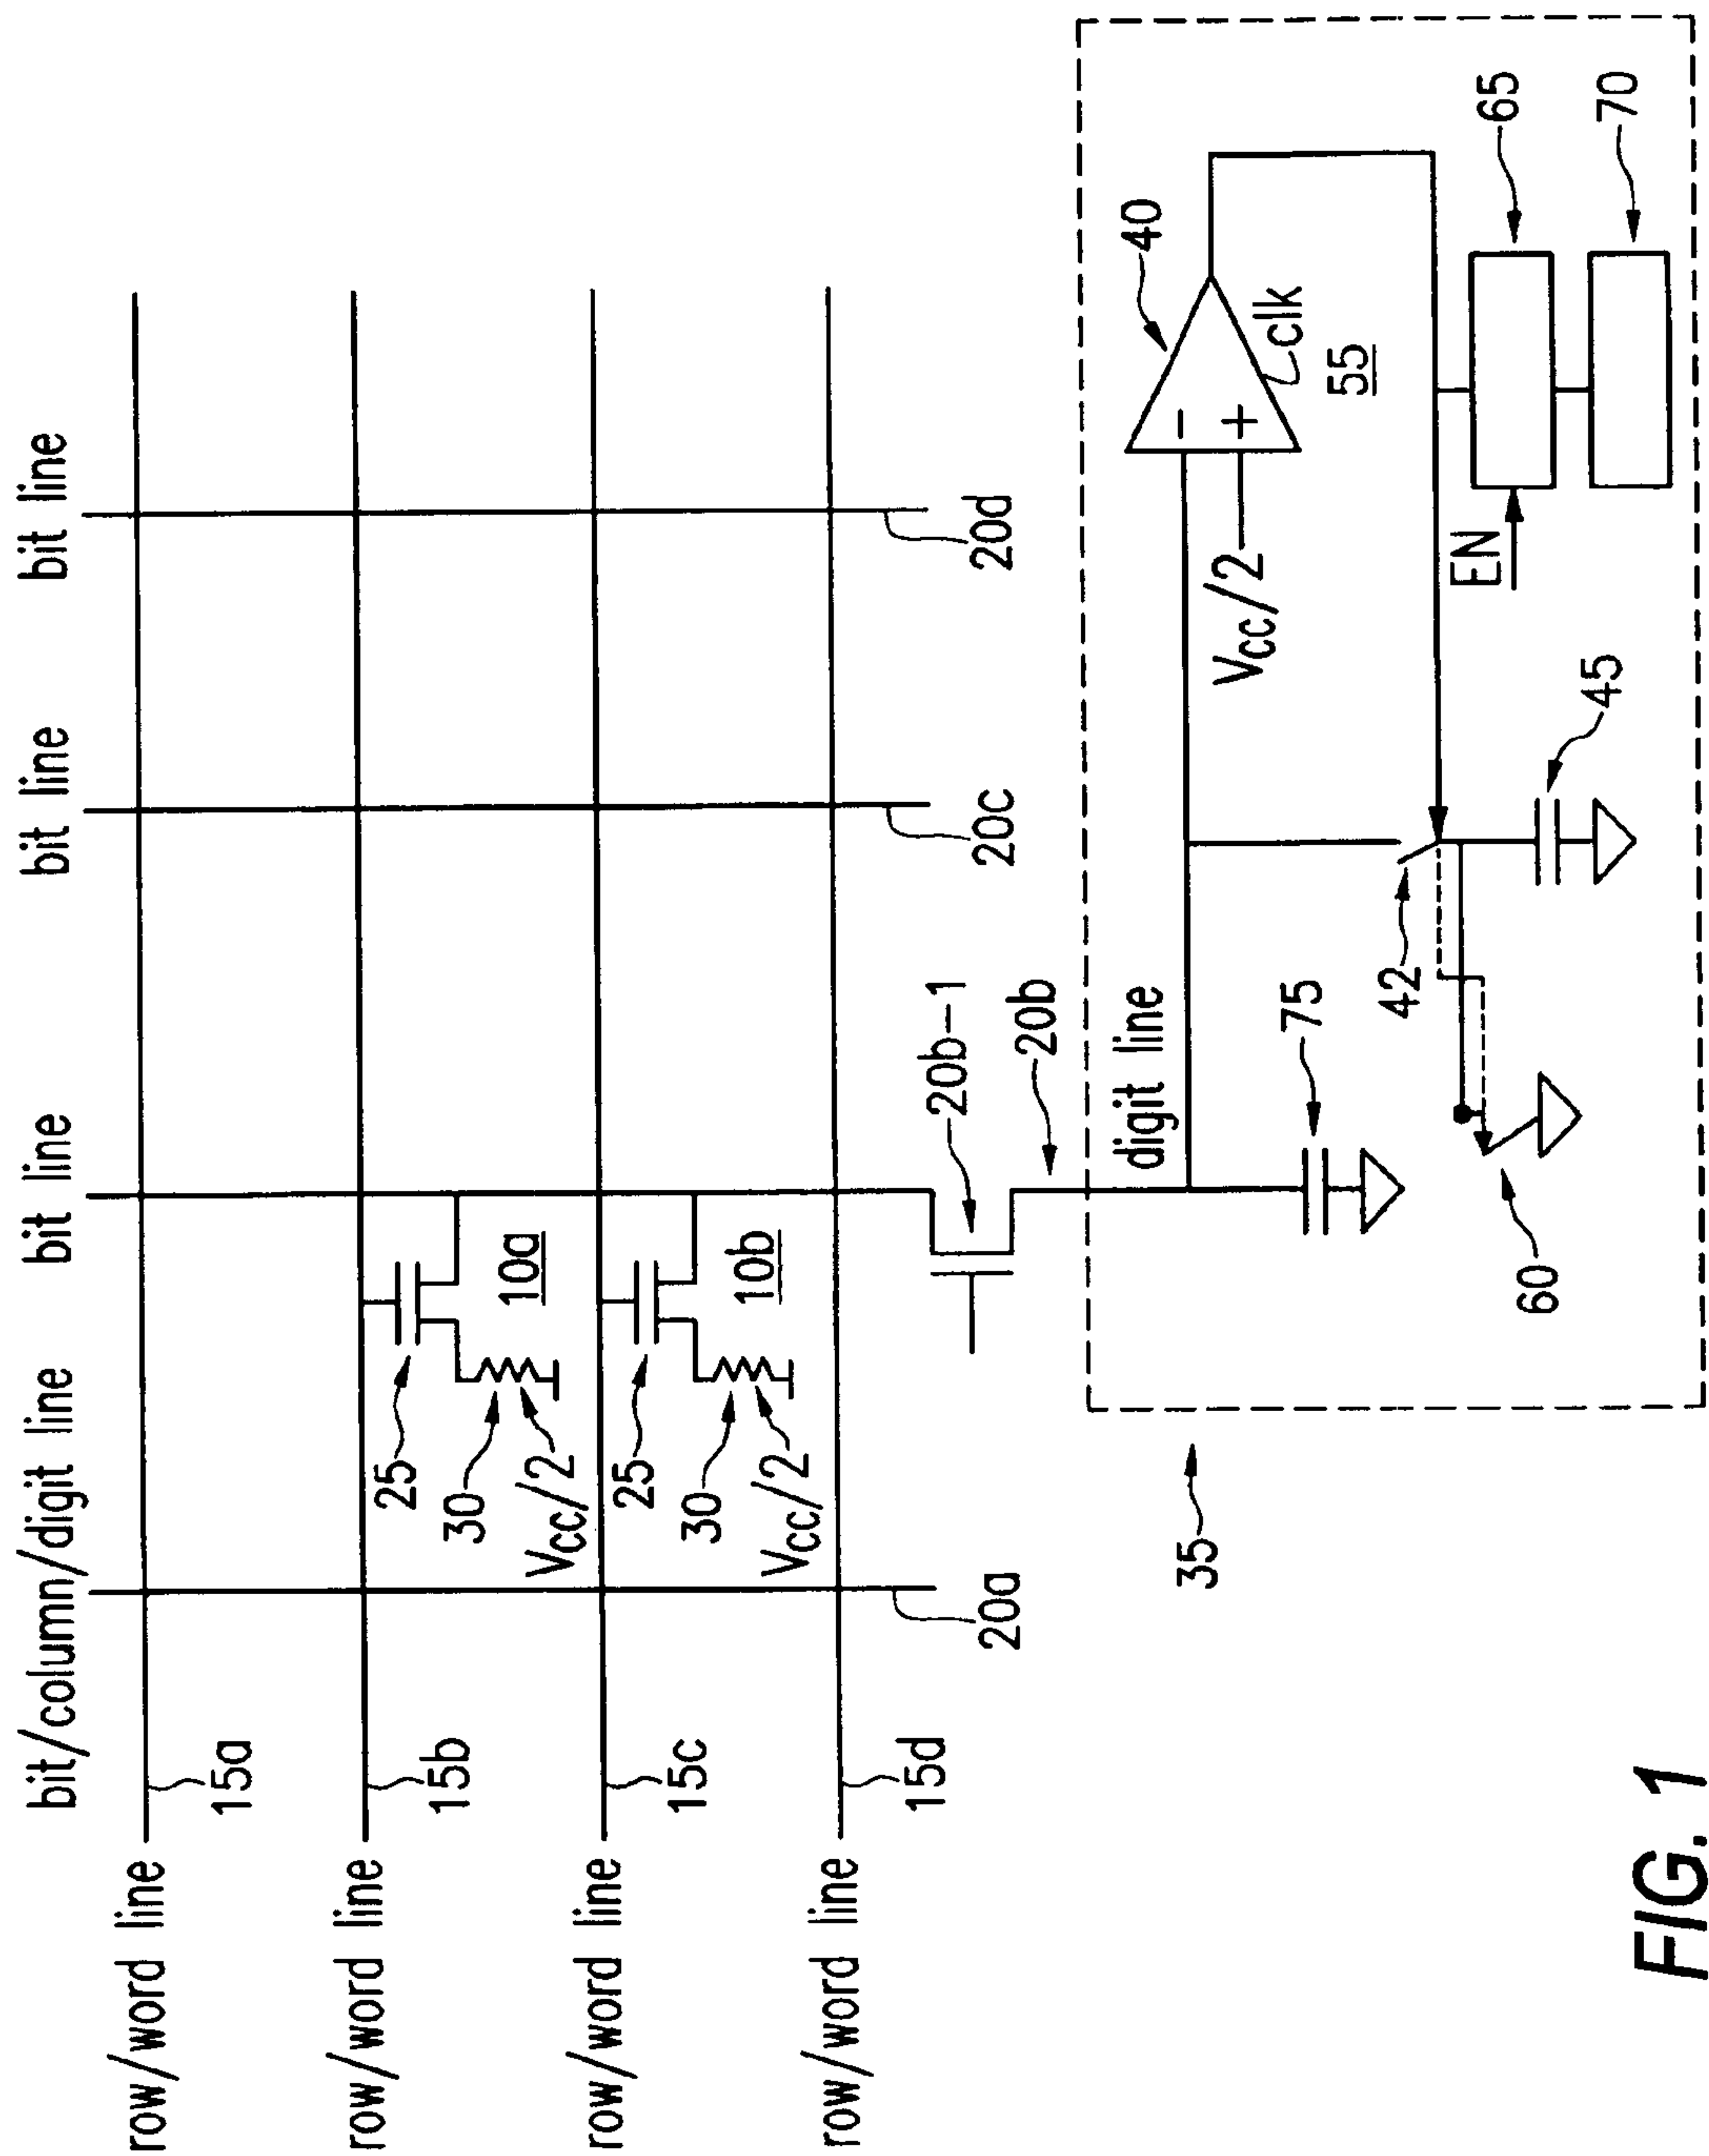 bit/column/digit line
bit line
bit line
bit line
row/word line
15a
row/word line
15b
25
10a
30
Vcc/2
row/word line
15c
25
10b
30
Vcc/2
row/word line
15d
20a
20b-1
20c
20d
20b
35
digit line
40
Vcc/2
clk
55
75
42
45
EN
65
60
70
FIG. 1